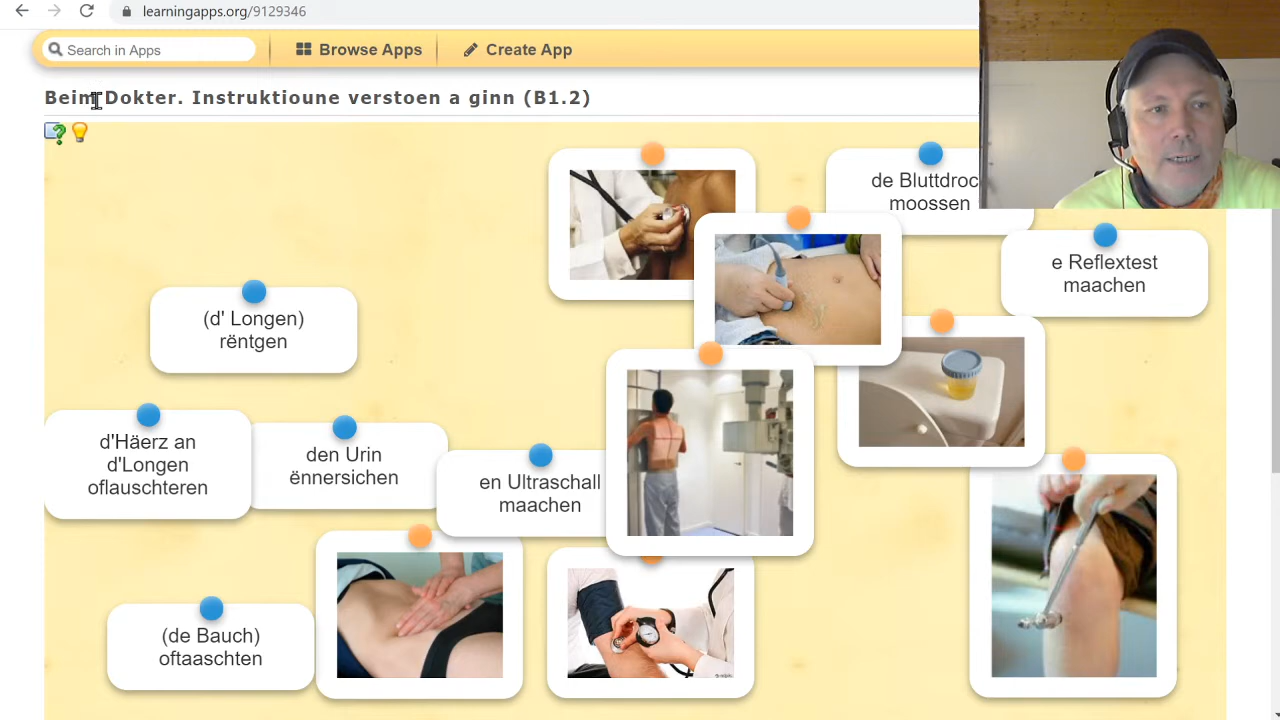 learningapps.org/9129346
Search in Apps
Browse Apps
Create App
Beim Dokter. Instruktioune verstoen a ginn (B1.2)
de Bluttdroc
moossen
e Reflextest
maachen
(d' Longen)
rëntgen
d'Häerz an
d'Longen
oflauschteren
den Urin
ënnersichen
en Ultraschall
maachen
(de Bauch)
oftaaschten